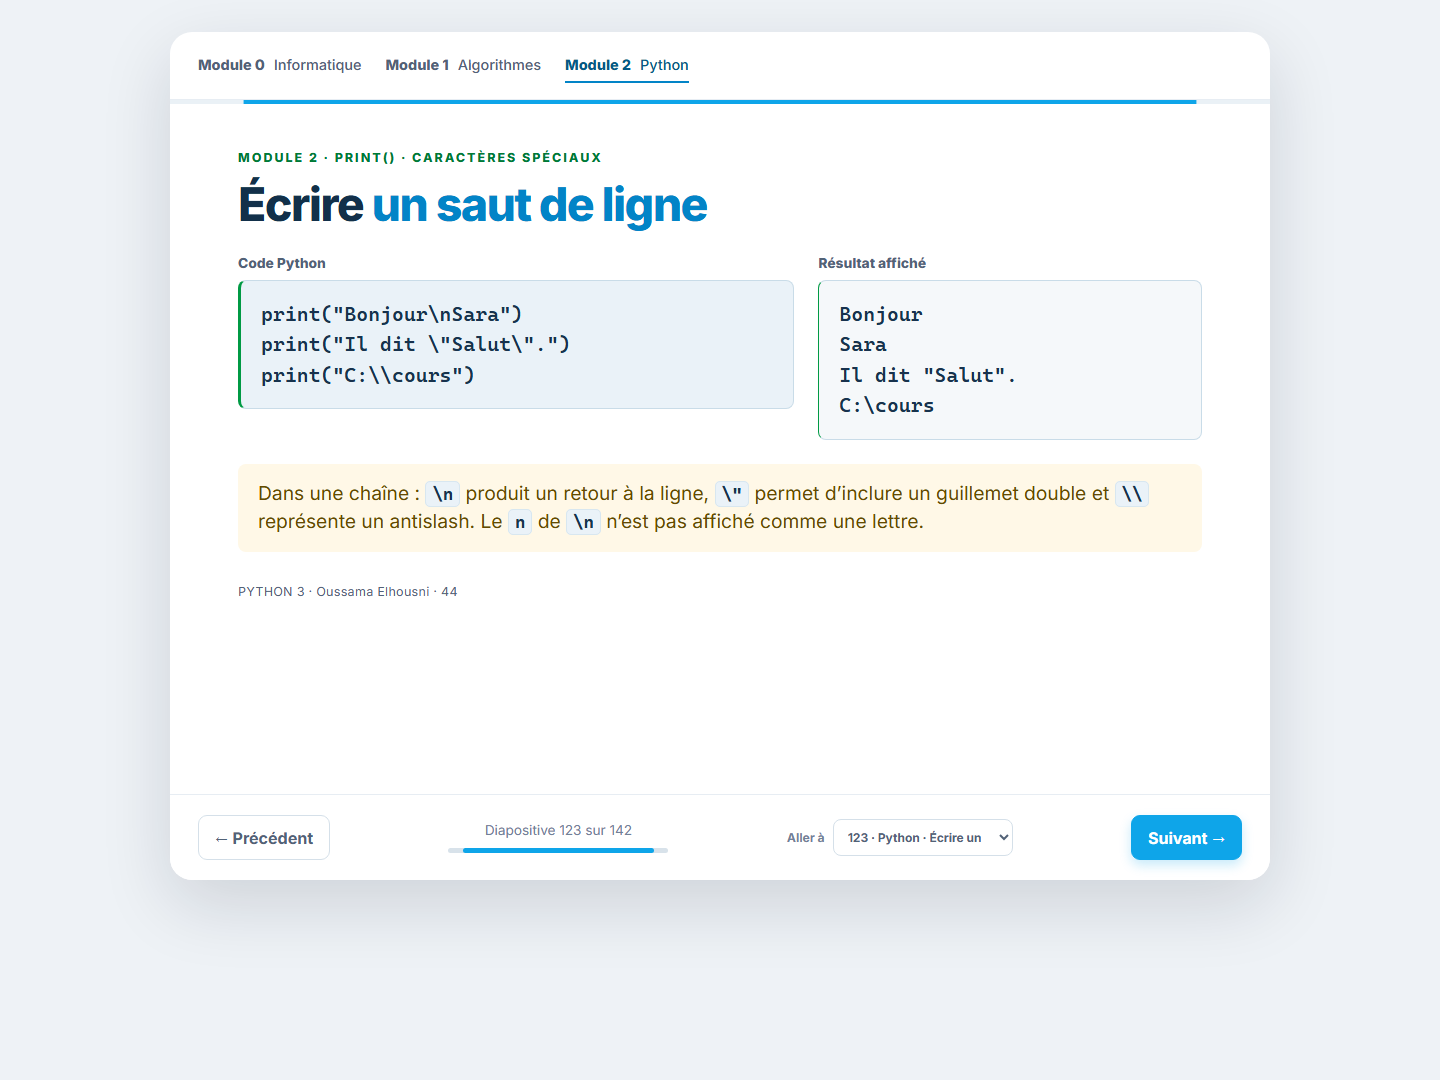 Module 0 Informatique Module 1 Algorithmes Module 2 Python
MODULE 2 · PRINT() · CARACTÈRES SPÉCIAUX
Écrire un saut de ligne
Code Python
print("Bonjour\nSara")
print("Il dit \"Salut\".")
print("C:\\cours")
Résultat affiché
Bonjour
Sara
Il dit "Salut".
C:\cours
Dans une chaîne : \n produit un retour à la ligne, \" permet d’inclure un guillemet double et \\
représente un antislash. Le n de \n n’est pas affiché comme une lettre.
PYTHON 3 · Oussama Elhousni · 44
← Précédent
Diapositive 123 sur 142
Aller à 123 · Python · Écrire un
Suivant →